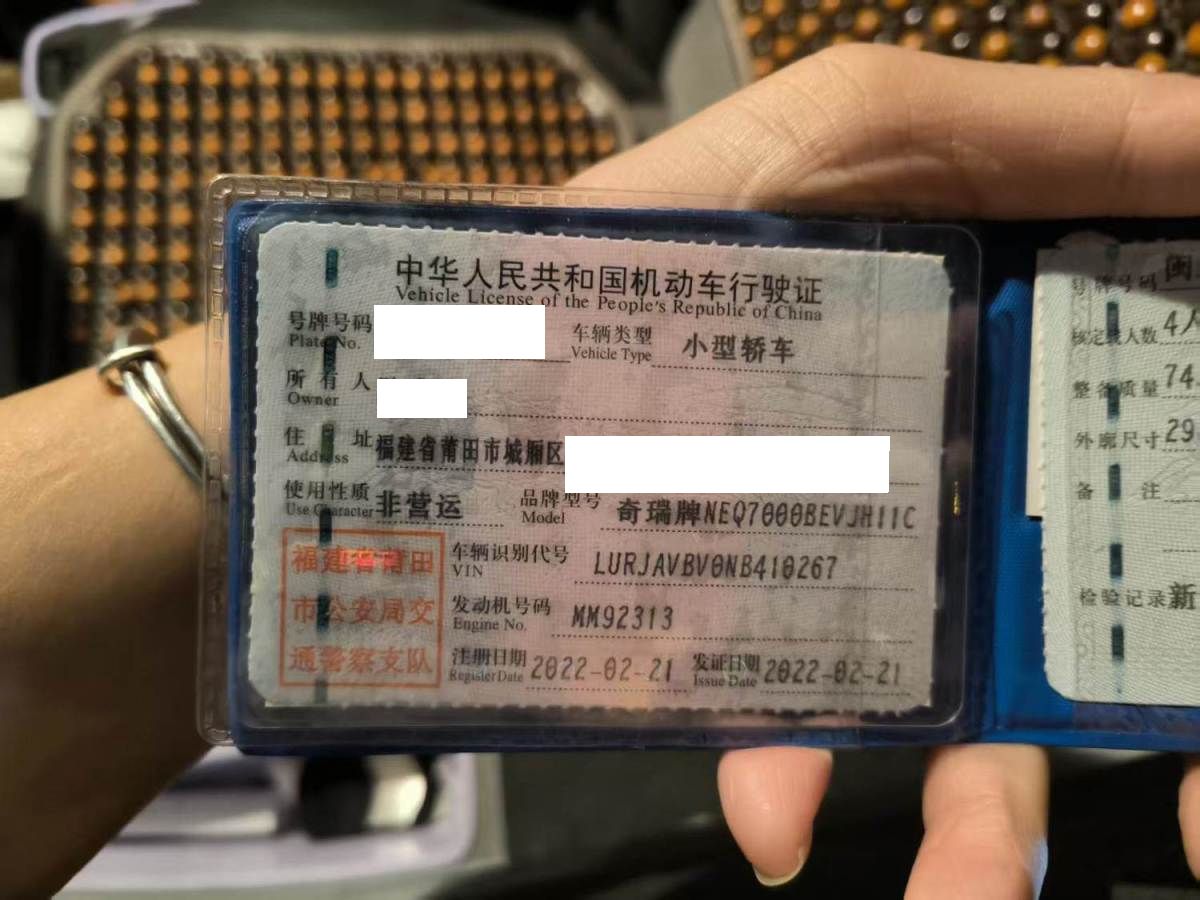 中华人民共和国机动车行驶证
Vehicle License of the People's Republic of China
号牌号码
Plate No.
车辆类型 小型轿车
Vehicle Type
所有人
Owner
住址 福建省莆田市城厢区
Address
使用性质 非营运
Use Character
品牌型号 奇瑞牌NEQ7000BEVJH11C
Model
福建省莆田
市公安局交
通警察支队
车辆识别代号 LURJAVBV0NB410267
VIN
发动机号码 MM92313
Engine No.
注册日期 2022-02-21
Register Date
发证日期 2022-02-21
Issue Date
号牌号码 闽
核定载人数 4人
整备质量 74
外廓尺寸 29
备注
检验记录 新